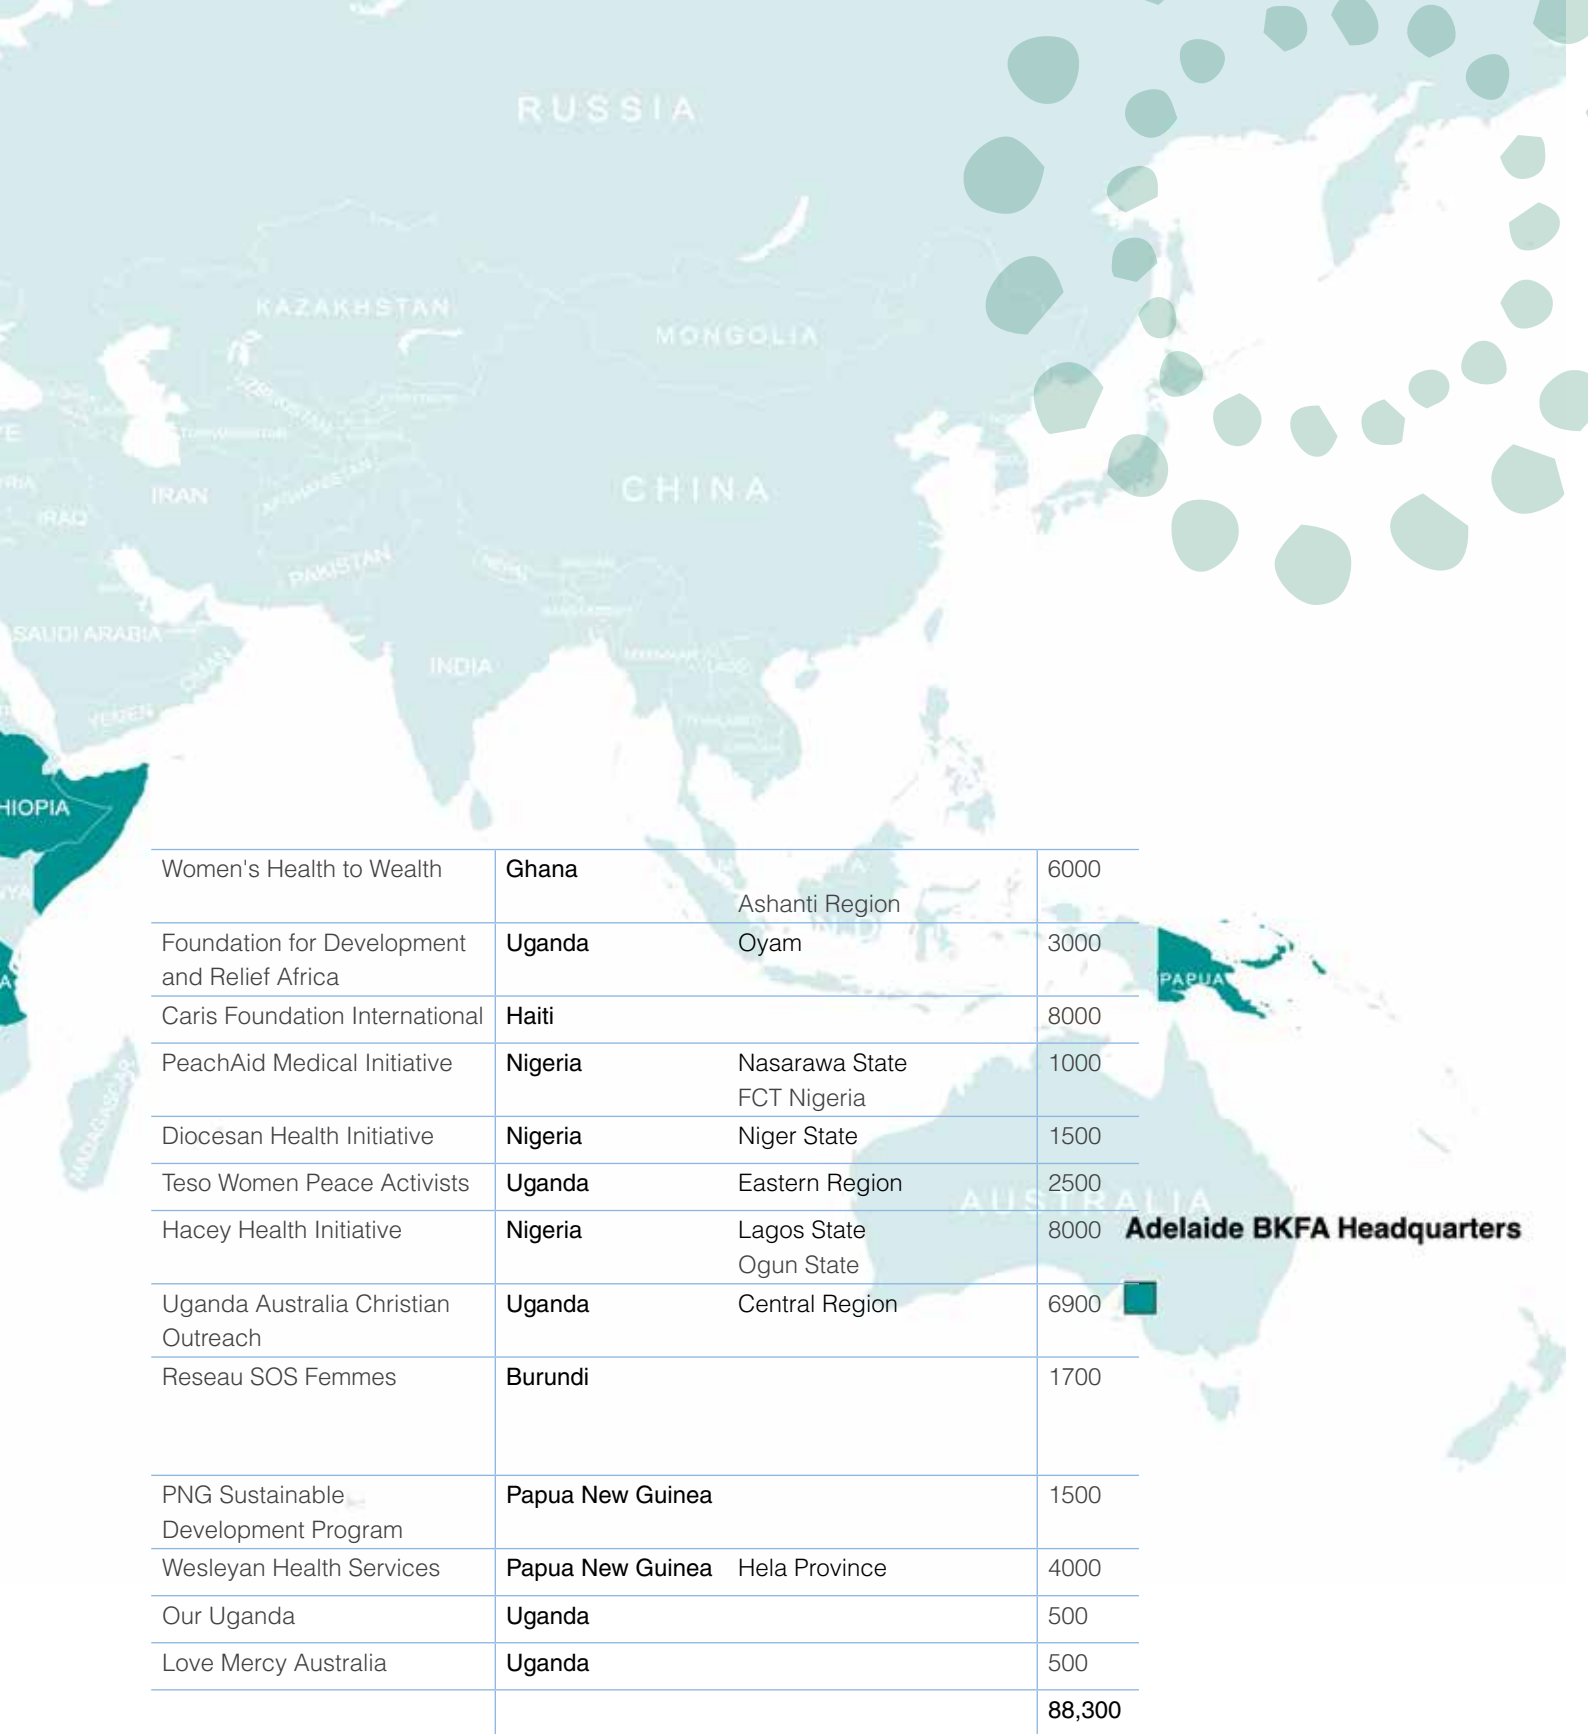 RUSSIA
KAZAKHSTAN
MONGOLIA
UZBEKISTAN
CHINA
IRAN
AFGHANISTAN
IRAQ
PAKISTAN
NEPAL
SAUDI ARABIA
OMAN
INDIA
YEMEN
HIOPIA
Women's Health to Wealth Ghana 6000
Ashanti Region
Foundation for Development Uganda Oyam 3000
and Relief Africa
PAPUA
Caris Foundation International Haiti 8000
PeachAid Medical Initiative Nigeria Nasarawa State 1000
FCT Nigeria
MADAGASCAR
Diocesan Health Initiative Nigeria Niger State 1500
Teso Women Peace Activists Uganda Eastern Region 2500
AUSTRALIA
Hacey Health Initiative Nigeria Lagos State 8000 Adelaide BKFA Headquarters
Ogun State
Uganda Australia Christian Uganda Central Region 6900
Outreach
Reseau SOS Femmes Burundi 1700
PNG Sustainable Papua New Guinea 1500
Development Program
Wesleyan Health Services Papua New Guinea Hela Province 4000
Our Uganda Uganda 500
Love Mercy Australia Uganda 500
88,300